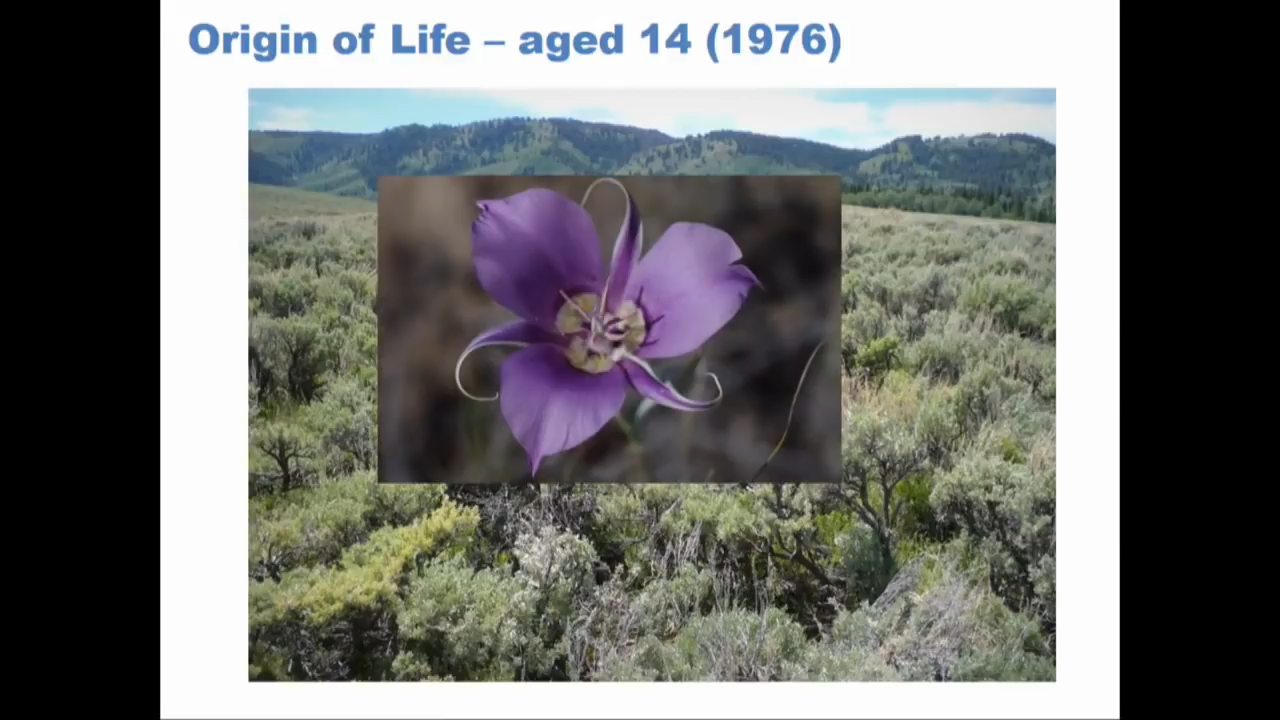 Origin of Life – aged 14 (1976)